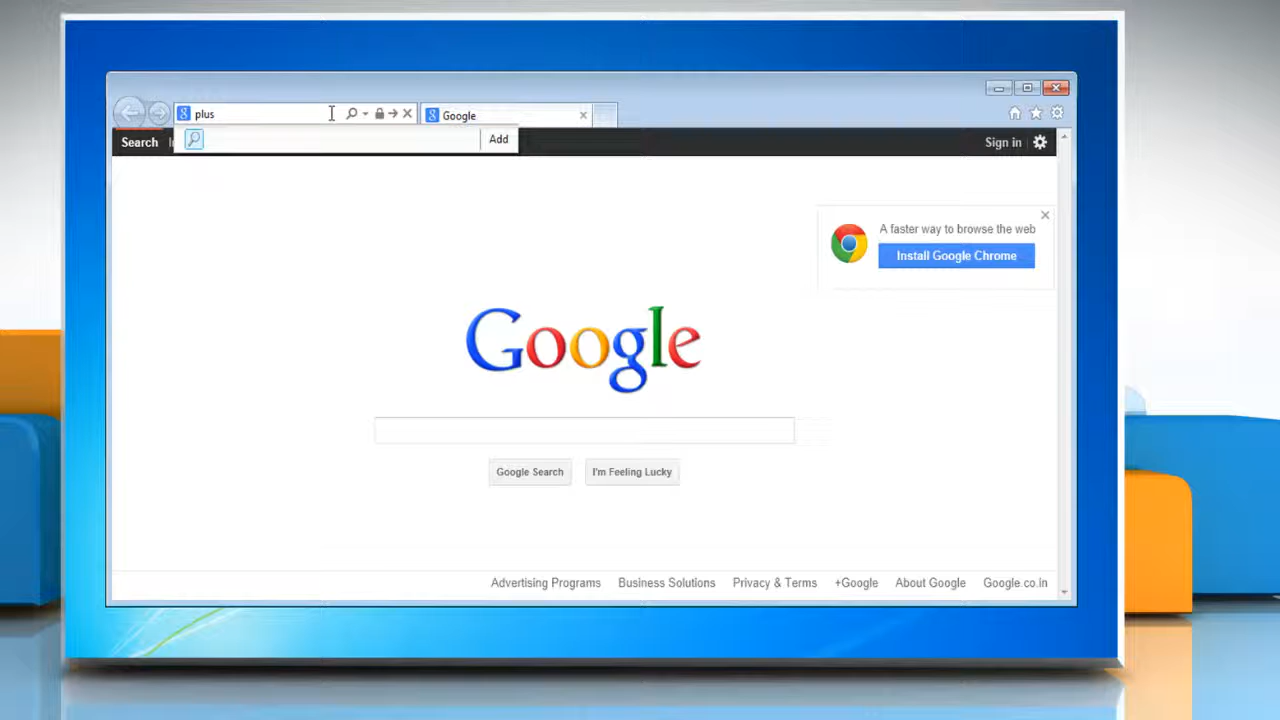 plus
Google
Add
Search
Sign in
A faster way to browse the web
Install Google Chrome
Google
Google Search
I'm Feeling Lucky
Advertising Programs Business Solutions Privacy & Terms +Google About Google Google.co.in